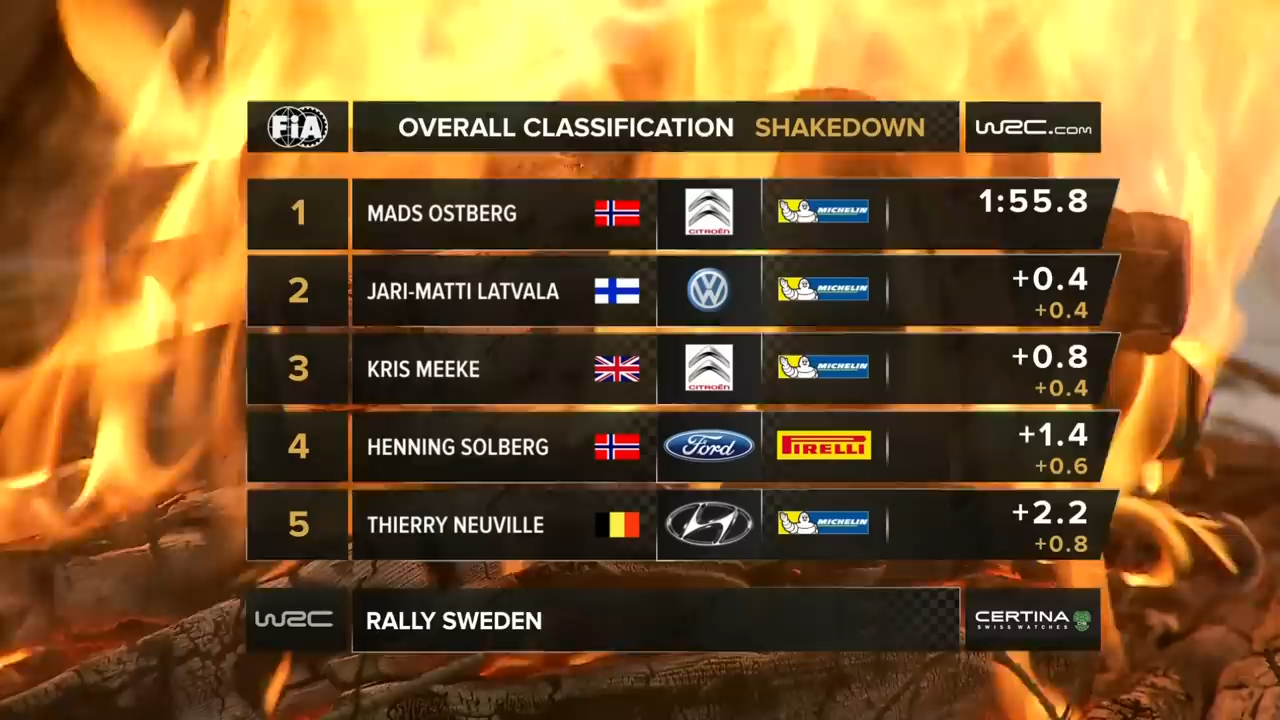 FIA OVERALL CLASSIFICATION SHAKEDOWN WRC.COM
1 MADS OSTBERG CITROËN MICHELIN 1:55.8
2 JARI-MATTI LATVALA VW MICHELIN +0.4
+0.4
3 KRIS MEEKE CITROËN MICHELIN +0.8
+0.4
4 HENNING SOLBERG Ford PIRELLI +1.4
+0.6
5 THIERRY NEUVILLE MICHELIN +2.2
+0.8
WRC RALLY SWEDEN CERTINA
SWISS WATCHES